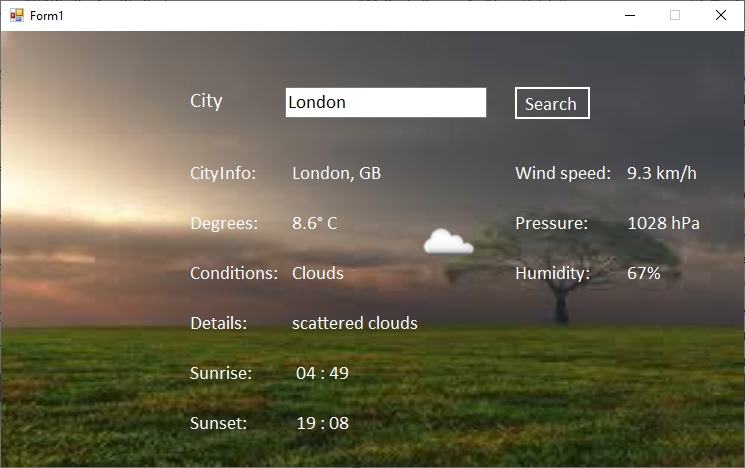 Form1
City London Search
CityInfo: London, GB Wind speed: 9.3 km/h
Degrees: 8.6° C Pressure: 1028 hPa
Conditions: Clouds Humidity: 67%
Details: scattered clouds
Sunrise: 04 : 49
Sunset: 19 : 08